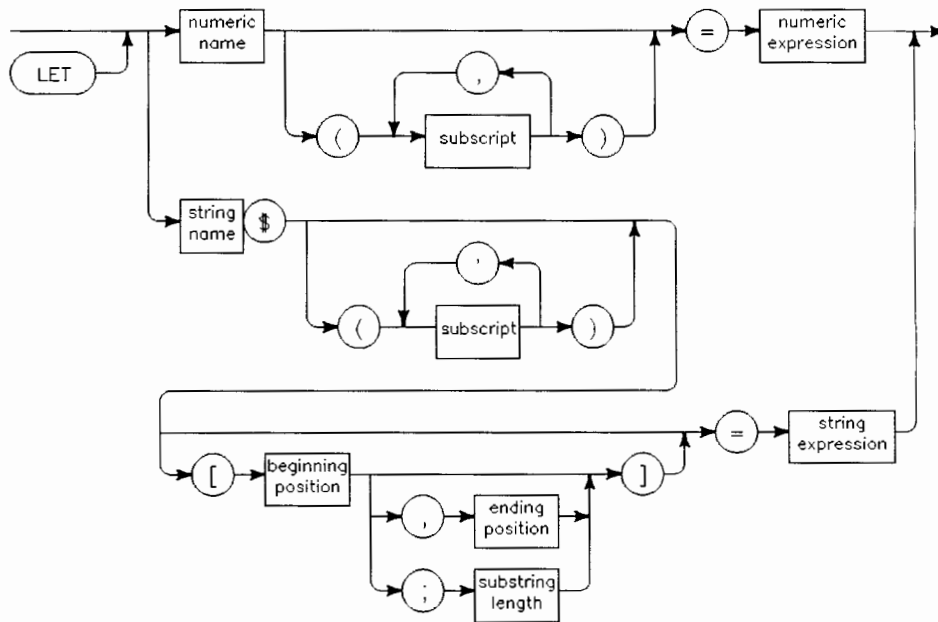 numeric
name
=
numeric
expression
LET
,
(
subscript
)
string
name
$
,
(
subscript
)
=
string
expression
[
beginning
position
]
,
ending
position
;
substring
length